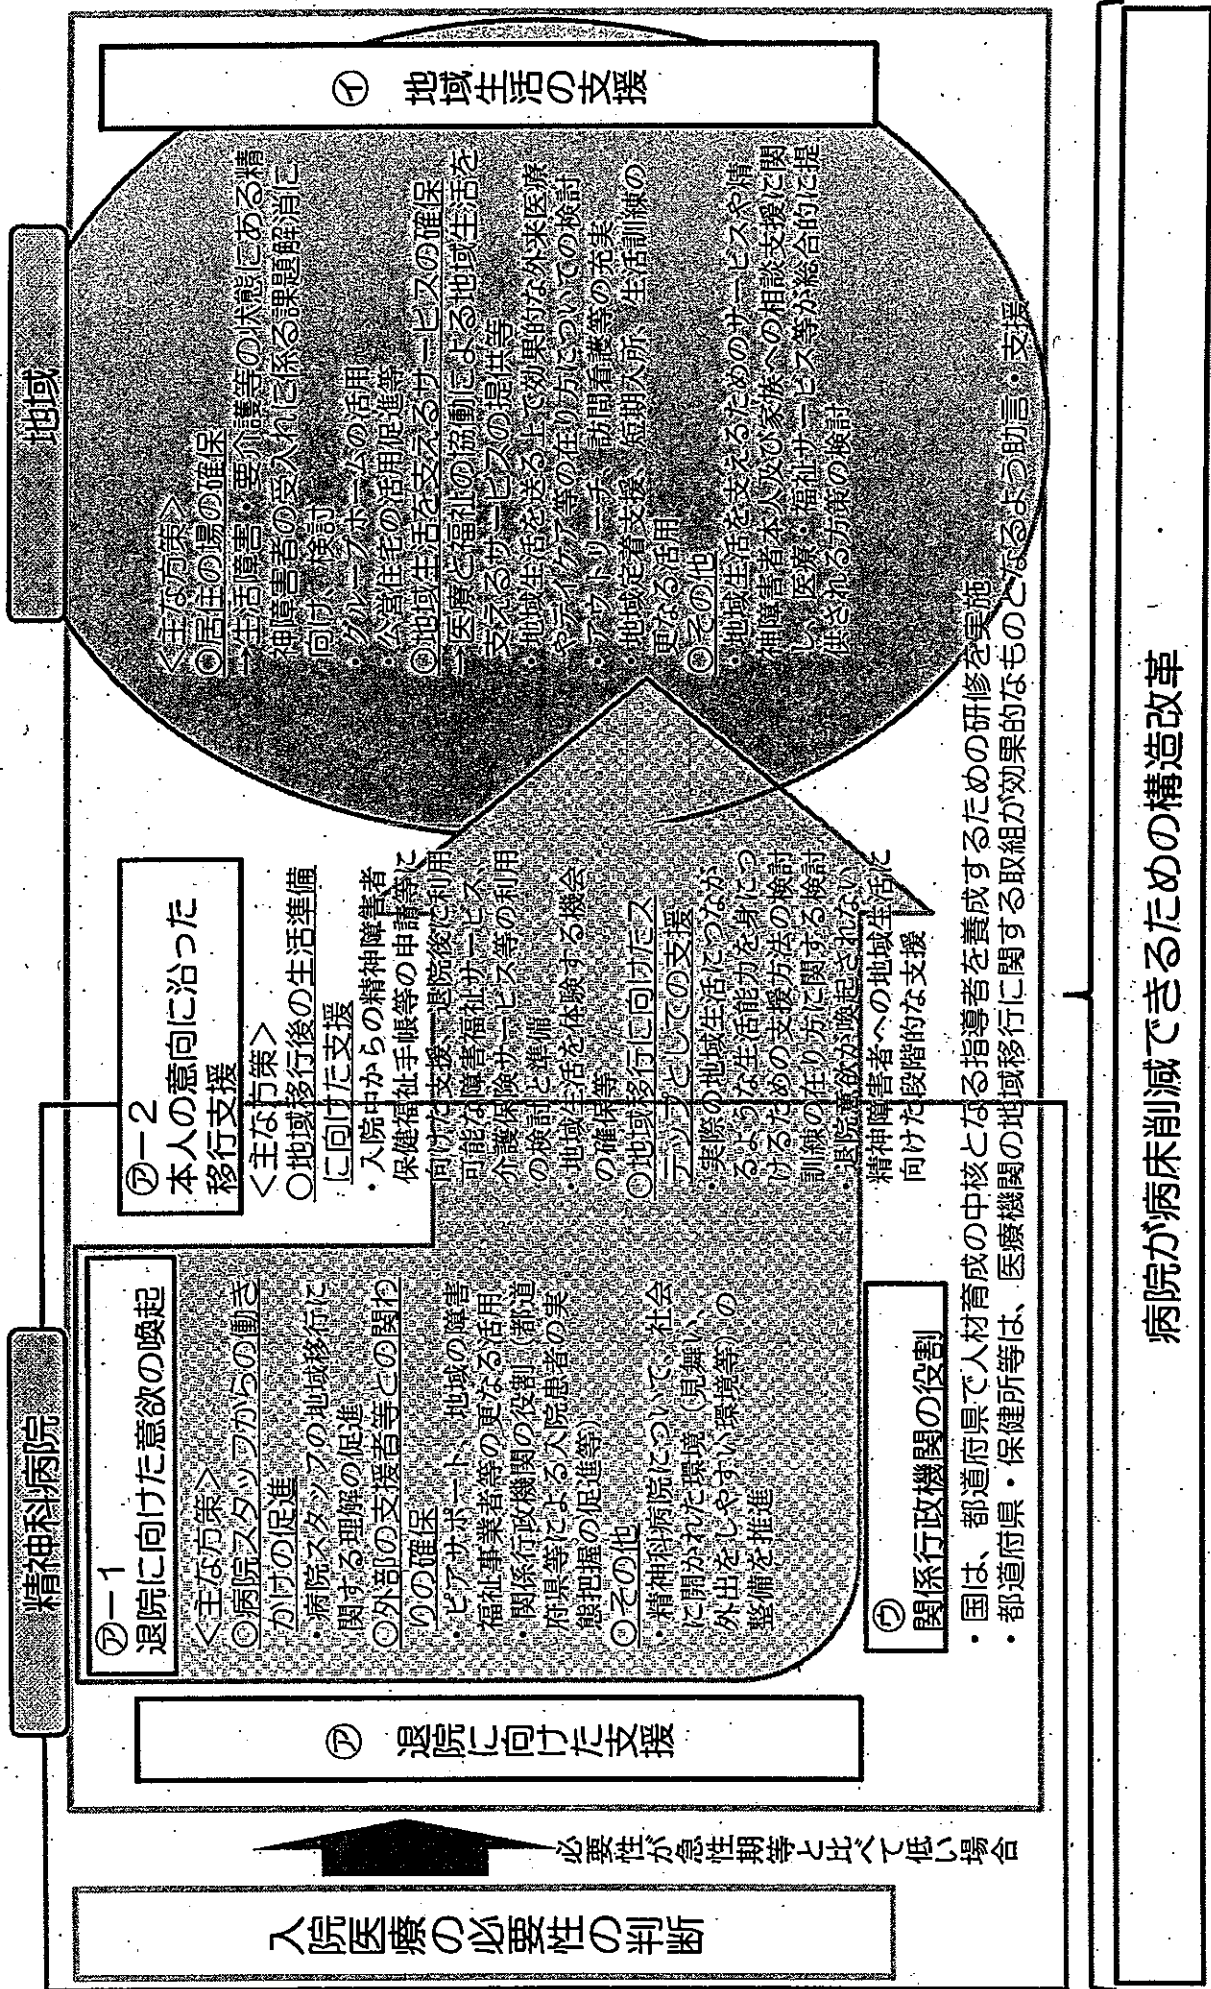 精神科病院
地域
入院医療の必要性の判断
必要性が急性期等と比べて低い場合
㋐ 退院に向けた支援
㋐ー1
退院に向けた意欲の喚起
<主な方策>
◎病院スタッフからの働き
かけの促進
・病院スタッフの地域移行に
関する理解の促進
◎外部の支援者等との関わ
りの確保
・ピアサポート、地域の障害
福祉事業者等の更なる活用
・関係行政機関の役割（都道
府県等による入院患者の実
態把握の促進等）
◎その他
・精神科病院について、社会
に開かれた環境（見舞い、
外出をしやすい環境等）の
整備を推進
㋐ー2
本人の意向に沿った
移行支援
<主な方策>
〇地域移行後の生活準備
に向けた支援
・入院中からの精神障害者
保健福祉手帳等の申請等に
向けた支援、退院後に利用
可能な障害福祉サービス、
介護保険サービス等の利用
の検討と準備
・地域生活を体験する機会
の確保等
◎地域移行に向けたス
テップとしての支援
・実際の地域生活につなが
るような生活能力を身につ
けるための支援方法の検討
訓練の在り方に関する検討
・退院意欲が喚起されない
精神障害者への地域生活に
向けた段階的な支援
㋑ 地域生活の支援
<主な方策>
◎居住の場の確保
→生活障害・要介護等の状態にある精
神障害者の受入れに係る課題解消に
向け、検討
・グループホームの活用
・公営住宅の活用促進等
◎地域生活を支えるサービスの確保
→医療と福祉の協働による地域生活を
支えるサービスの提供等
・地域生活を送る上で効果的な外来医療
やデイケア等の在り方についての検討
・アウトリーチ、訪問看護等の充実
・地域定着支援、短期入所、生活訓練の
更なる活用
◎その他
・地域生活を支えるためのサービスや精
神障害者本人及び家族への相談支援に関
し、医療・福祉サービス等が総合的に提
供される方策の検討
㋒
関係行政機関の役割
・国は、都道府県で人材育成の中核となる指導者を養成するための研修を実施
・都道府県・保健所等は、医療機関の地域移行に関する取組が効果的なものとなるよう助言・支援
病院が病床削減できるための構造改革